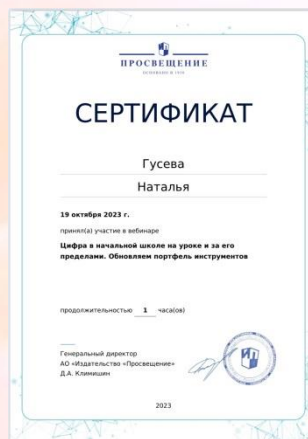 ПРОСВЕЩЕНИЕ
СЕРТИФИКАТ
Гусева
Наталья
19 октября 2023 г.
принял(а) участие в вебинаре
Цифра в начальной школе на уроке и за его
пределами. Обновляем портфель инструментов
продолжительностью 1 часа(ов)
Генеральный директор
АО «Издательство «Просвещение»
Д.А. Климишин
2023